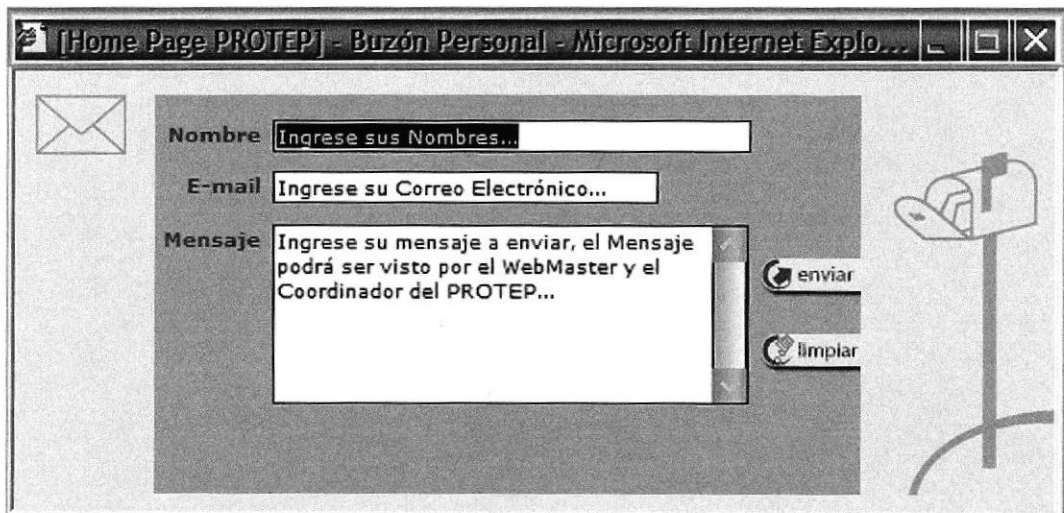 [Home Page PROTEP] - Buzón Personal - Microsoft Internet Explo...
Nombre Ingrese sus Nombres...
E-mail Ingrese su Correo Electrónico...
Mensaje Ingrese su mensaje a enviar, el Mensaje
podrá ser visto por el WebMaster y el
Coordinador del PROTEP...
enviar
limpiar